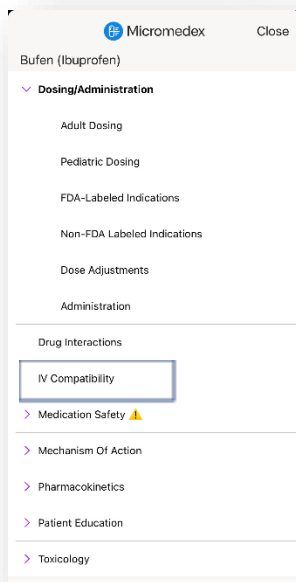 Micromedex Close
Bufen (Ibuprofen)
Dosing/Administration
Adult Dosing
Pediatric Dosing
FDA-Labeled Indications
Non-FDA Labeled Indications
Dose Adjustments
Administration
Drug Interactions
IV Compatibility
Medication Safety
Mechanism Of Action
Pharmacokinetics
Patient Education
Toxicology